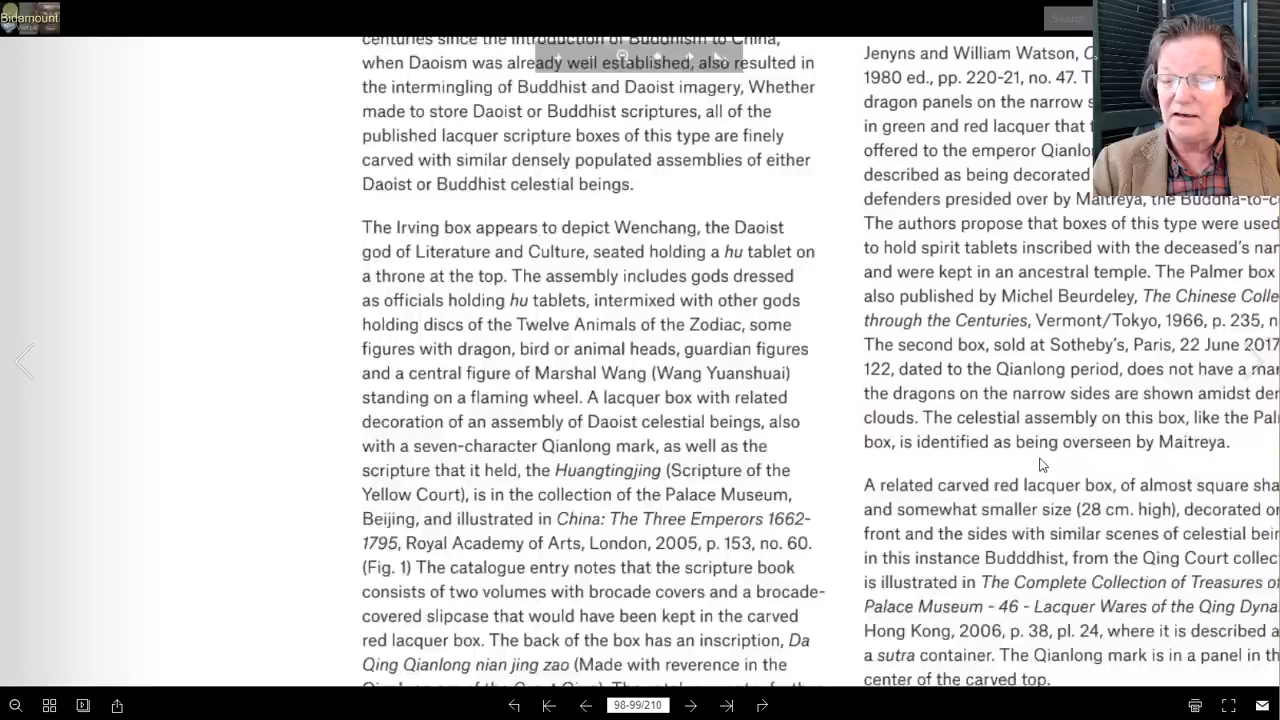 Bidamount
Search
centuries since the introduction of Buddhism to China,
when Daoism was already well established, also resulted in
the intermingling of Buddhist and Daoist imagery, Whether
made to store Daoist or Buddhist scriptures, all of the
published lacquer scripture boxes of this type are finely
carved with similar densely populated assemblies of either
Daoist or Buddhist celestial beings.
The Irving box appears to depict Wenchang, the Daoist
god of Literature and Culture, seated holding a hu tablet on
a throne at the top. The assembly includes gods dressed
as officials holding hu tablets, intermixed with other gods
holding discs of the Twelve Animals of the Zodiac, some
figures with dragon, bird or animal heads, guardian figures
and a central figure of Marshal Wang (Wang Yuanshuai)
standing on a flaming wheel. A lacquer box with related
decoration of an assembly of Daoist celestial beings, also
with a seven-character Qianlong mark, as well as the
scripture that it held, the Huangtingjing (Scripture of the
Yellow Court), is in the collection of the Palace Museum,
Beijing, and illustrated in China: The Three Emperors 1662-
1795, Royal Academy of Arts, London, 2005, p. 153, no. 60.
(Fig. 1) The catalogue entry notes that the scripture book
consists of two volumes with brocade covers and a brocade-
covered slipcase that would have been kept in the carved
red lacquer box. The back of the box has an inscription, Da
Qing Qianlong nian jing zao (Made with reverence in the
Jenyns and William Watson, C
1980 ed., pp. 220-21, no. 47. T
dragon panels on the narrow s
in green and red lacquer that
offered to the emperor Qianlo
described as being decorated
defenders presided over by Maitreya, the Buddha-to-
The authors propose that boxes of this type were used
to hold spirit tablets inscribed with the deceased's na
and were kept in an ancestral temple. The Palmer box
also published by Michel Beurdeley, The Chinese Colle
through the Centuries, Vermont/Tokyo, 1966, p. 235, n
The second box, sold at Sotheby's, Paris, 22 June 2017
122, dated to the Qianlong period, does not have a mar
the dragons on the narrow sides are shown amidst der
clouds. The celestial assembly on this box, like the Pal
box, is identified as being overseen by Maitreya.
A related carved red lacquer box, of almost square sha
and somewhat smaller size (28 cm. high), decorated or
front and the sides with similar scenes of celestial bei
in this instance Budddhist, from the Qing Court collec
is illustrated in The Complete Collection of Treasures of
Palace Museum - 46 - Lacquer Wares of the Qing Dyna
Hong Kong, 2006, p. 38, pl. 24, where it is described a
a sutra container. The Qianlong mark is in a panel in th
center of the carved top.
98-99/210